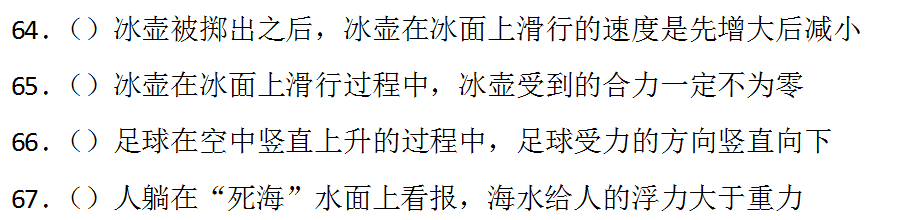 64．（）冰壶被掷出之后，冰壶在冰面上滑行的速度是先增大后减小
65．（）冰壶在冰面上滑行过程中，冰壶受到的合力一定不为零
66．（）足球在空中竖直上升的过程中，足球受力的方向竖直向下
67．（）人躺在“死海”水面上看报，海水给人的浮力大于重力